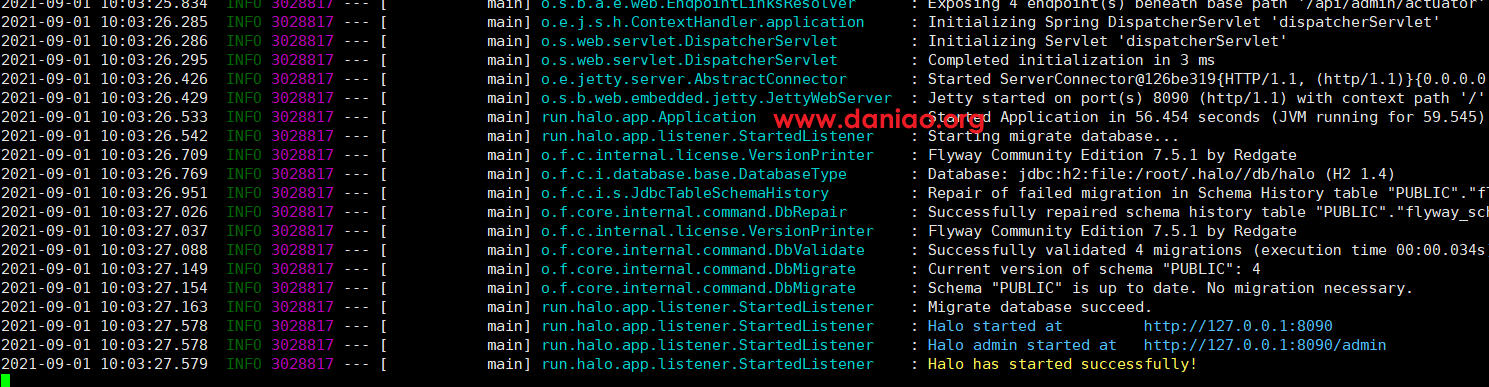 2021-09-01 10:03:25.834  INFO 3028817 --- [           main] o.s.b.a.e.web.EndpointLinksResolver      : Exposing 4 endpoint(s) beneath base path '/api/admin/actuator'
2021-09-01 10:03:26.285  INFO 3028817 --- [           main] o.e.j.s.h.ContextHandler.application     : Initializing Spring DispatcherServlet 'dispatcherServlet'
2021-09-01 10:03:26.286  INFO 3028817 --- [           main] o.s.web.servlet.DispatcherServlet        : Initializing Servlet 'dispatcherServlet'
2021-09-01 10:03:26.295  INFO 3028817 --- [           main] o.s.web.servlet.DispatcherServlet        : Completed initialization in 3 ms
2021-09-01 10:03:26.426  INFO 3028817 --- [           main] o.e.jetty.server.AbstractConnector       : Started ServerConnector@126be319{HTTP/1.1, (http/1.1)}{0.0.0.0
2021-09-01 10:03:26.429  INFO 3028817 --- [           main] o.s.b.web.embedded.jetty.JettyWebServer  : Jetty started on port(s) 8090 (http/1.1) with context path '/'
2021-09-01 10:03:26.533  INFO 3028817 --- [           main] run.halo.app.Application                 : Started Application in 56.454 seconds (JVM running for 59.545)
www.daniao.org
2021-09-01 10:03:26.542  INFO 3028817 --- [           main] run.halo.app.listener.StartedListener    : Starting migrate database...
2021-09-01 10:03:26.709  INFO 3028817 --- [           main] o.f.c.internal.license.VersionPrinter    : Flyway Community Edition 7.5.1 by Redgate
2021-09-01 10:03:26.769  INFO 3028817 --- [           main] o.f.c.i.database.base.DatabaseType       : Database: jdbc:h2:file:/root/.halo//db/halo (H2 1.4)
2021-09-01 10:03:26.951  INFO 3028817 --- [           main] o.f.c.i.s.JdbcTableSchemaHistory         : Repair of failed migration in Schema History table "PUBLIC"."fl
2021-09-01 10:03:27.026  INFO 3028817 --- [           main] o.f.core.internal.command.DbRepair       : Successfully repaired schema history table "PUBLIC"."flyway_sch
2021-09-01 10:03:27.037  INFO 3028817 --- [           main] o.f.c.internal.license.VersionPrinter    : Flyway Community Edition 7.5.1 by Redgate
2021-09-01 10:03:27.088  INFO 3028817 --- [           main] o.f.core.internal.command.DbValidate     : Successfully validated 4 migrations (execution time 00:00.034s
2021-09-01 10:03:27.149  INFO 3028817 --- [           main] o.f.core.internal.command.DbMigrate      : Current version of schema "PUBLIC": 4
2021-09-01 10:03:27.154  INFO 3028817 --- [           main] o.f.core.internal.command.DbMigrate      : Schema "PUBLIC" is up to date. No migration necessary.
2021-09-01 10:03:27.163  INFO 3028817 --- [           main] run.halo.app.listener.StartedListener    : Migrate database succeed.
2021-09-01 10:03:27.578  INFO 3028817 --- [           main] run.halo.app.listener.StartedListener    : Halo started at         http://127.0.0.1:8090
2021-09-01 10:03:27.578  INFO 3028817 --- [           main] run.halo.app.listener.StartedListener    : Halo admin started at   http://127.0.0.1:8090/admin
2021-09-01 10:03:27.579  INFO 3028817 --- [           main] run.halo.app.listener.StartedListener    : Halo has started successfully!